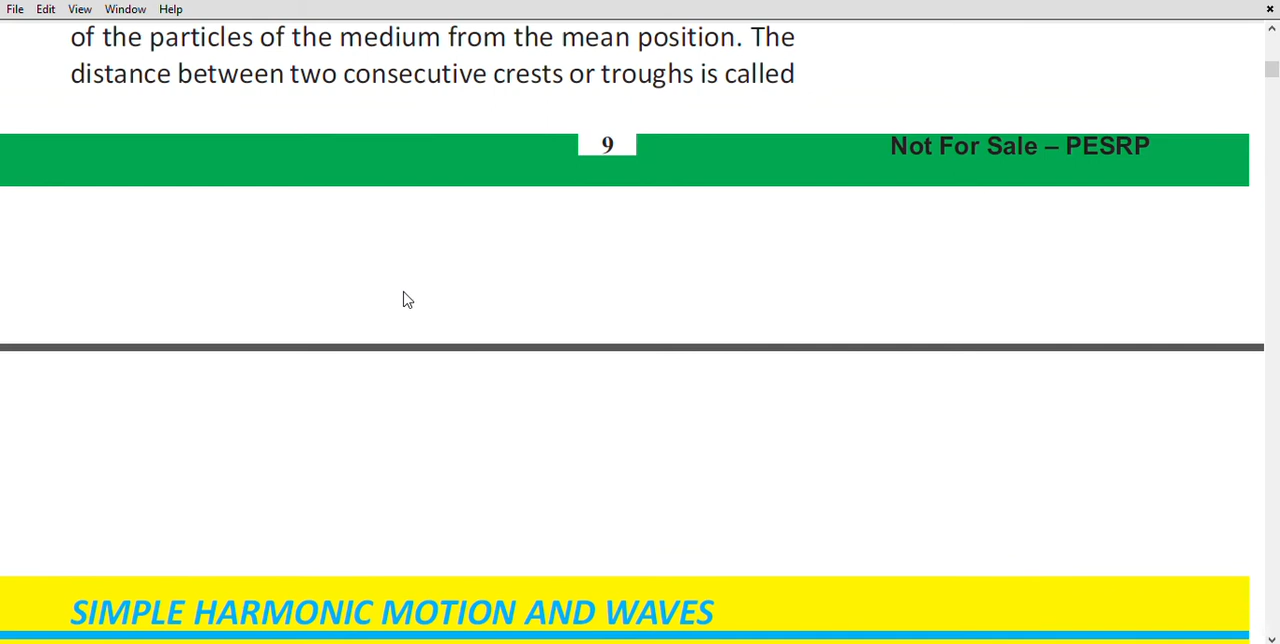 File Edit View Window Help
of the particles of the medium from the mean position. The
distance between two consecutive crests or troughs is called
9
Not For Sale – PESRP
SIMPLE HARMONIC MOTION AND WAVES